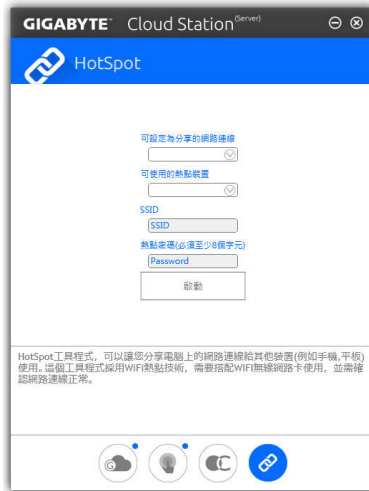 GIGABYTE™ Cloud Station(Server)
HotSpot
可設定為分享的網路連線
可使用的熱點裝置
SSID
SSID
熱點密碼(必須至少8個字元)
Password
啟動
HotSpot工具程式，可以讓您分享電腦上的網路連線給其他裝置(例如手機,平板)
使用。這個工具程式採用WIFI熱點技術，需要搭配WIFI無線網路卡使用，並需確
認網路連線正常。